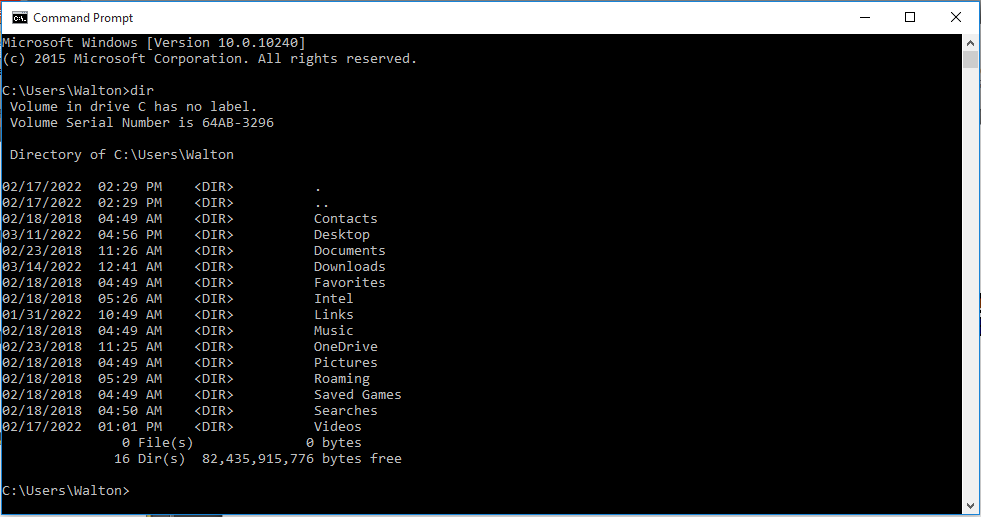 Command Prompt
Microsoft Windows [Version 10.0.10240]
(c) 2015 Microsoft Corporation. All rights reserved.
C:\Users\Walton>dir
Volume in drive C has no label.
Volume Serial Number is 64AB-3296
Directory of C:\Users\Walton
02/17/2022  02:29 PM    <DIR>          .
02/17/2022  02:29 PM    <DIR>          ..
02/18/2018  04:49 AM    <DIR>          Contacts
03/11/2022  04:56 PM    <DIR>          Desktop
02/23/2018  11:26 AM    <DIR>          Documents
03/14/2022  12:41 AM    <DIR>          Downloads
02/18/2018  04:49 AM    <DIR>          Favorites
02/18/2018  05:26 AM    <DIR>          Intel
01/31/2022  10:49 AM    <DIR>          Links
02/18/2018  04:49 AM    <DIR>          Music
02/23/2018  11:25 AM    <DIR>          OneDrive
02/18/2018  04:49 AM    <DIR>          Pictures
02/18/2018  05:29 AM    <DIR>          Roaming
02/18/2018  04:49 AM    <DIR>          Saved Games
02/18/2018  04:50 AM    <DIR>          Searches
02/17/2022  01:01 PM    <DIR>          Videos
0 File(s)              0 bytes
16 Dir(s)  82,435,915,776 bytes free
C:\Users\Walton>